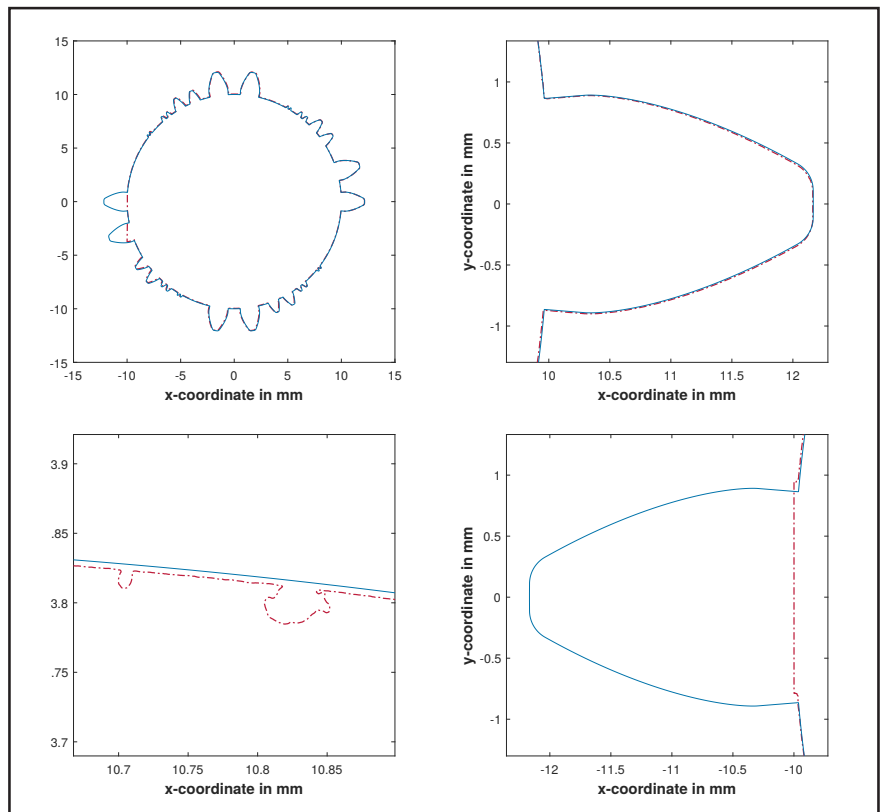 15
10
5
0
-5
-10
-15
-15 -10 -5 0 5 10 15
x-coordinate in mm
1
0.5
0
-0.5
-1
y-coordinate in mm
10 10.5 11 11.5 12
x-coordinate in mm
3.9
.85
3.8
.75
3.7
10.7 10.75 10.8 10.85
x-coordinate in mm
1
0.5
0
-0.5
-1
y-coordinate in mm
-12 -11.5 -11 -10.5 -10
x-coordinate in mm